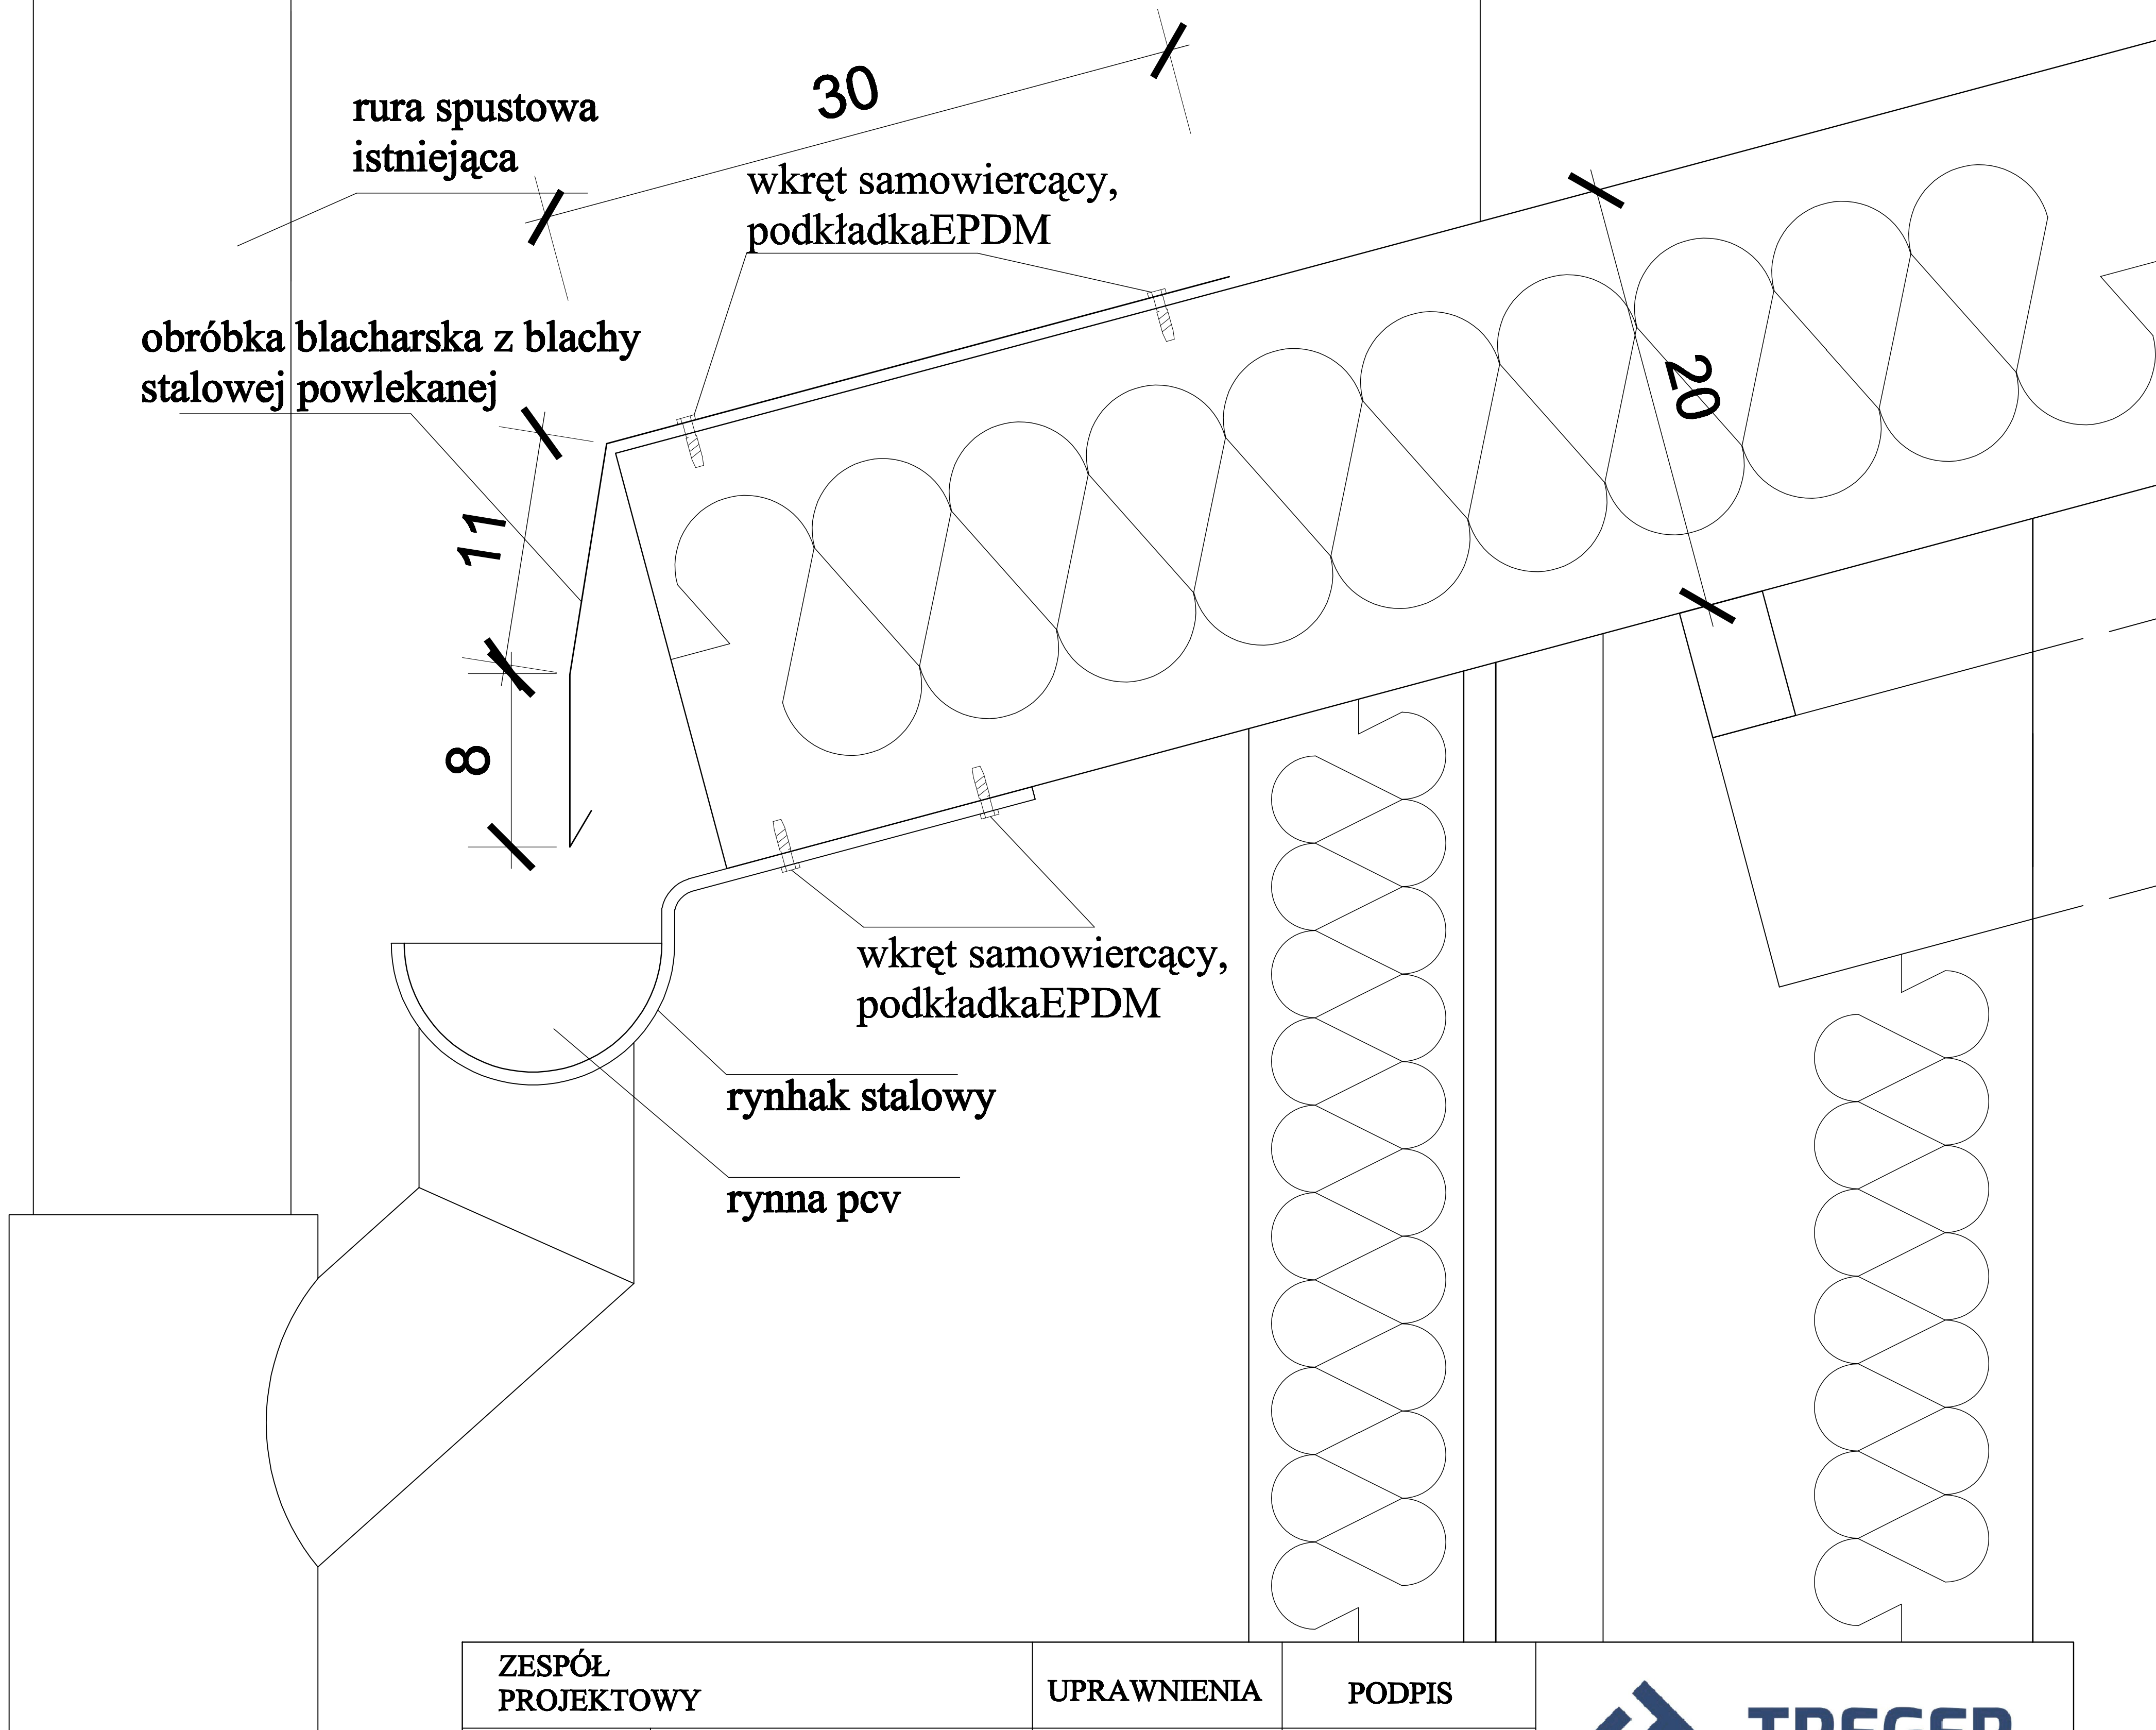 30
rura spustowa
istniejąca
wkręt samowiercący,
podkładkaEPDM
obróbka blacharska z blachy
stalowej powlekanej
20
11
8
wkręt samowiercący,
podkładkaEPDM
rynhak stalowy
rynna pcv
ZESPÓŁ
PROJEKTOWY
UPRAWNIENIA
PODPIS